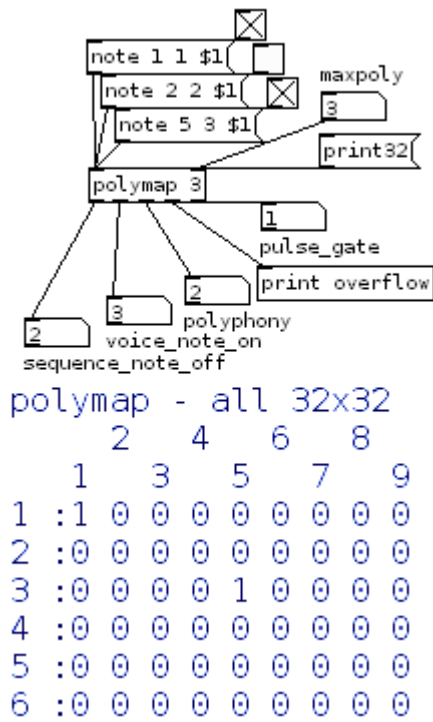 note 1 1 $1
note 2 2 $1
maxpoly
note 5 3 $1
3
print32
polymap 3
1
pulse_gate
print overflow
2
polyphony
3
voice_note_on
2
sequence_note_off
polymap - all 32x32
2 4 6 8
1 3 5 7 9
1 :1 0 0 0 0 0 0 0 0
2 :0 0 0 0 0 0 0 0 0
3 :0 0 0 0 1 0 0 0 0
4 :0 0 0 0 0 0 0 0 0
5 :0 0 0 0 0 0 0 0 0
6 :0 0 0 0 0 0 0 0 0